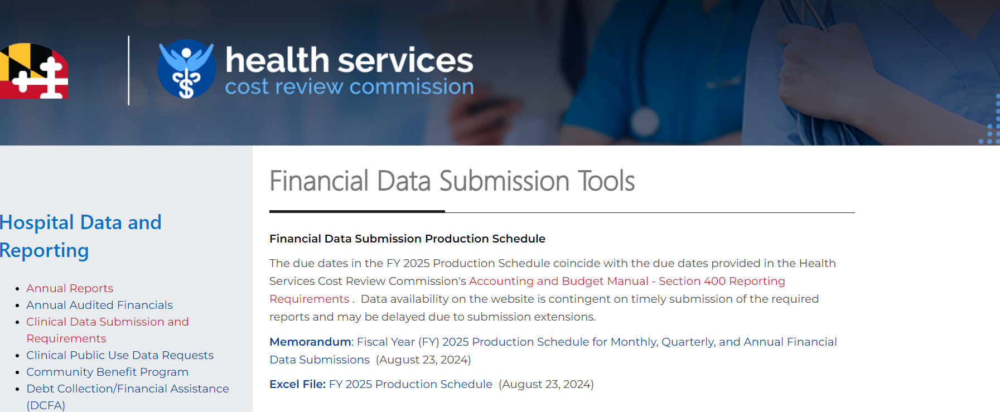 health services
cost review commission
Financial Data Submission Tools
Hospital Data and
Reporting
Annual Reports
Annual Audited Financials
Clinical Data Submission and
Requirements
Clinical Public Use Data Requests
Community Benefit Program
Debt Collection/Financial Assistance
(DCFA)
Financial Data Submission Production Schedule
The due dates in the FY 2025 Production Schedule coincide with the due dates provided in the Health
Services Cost Review Commission's Accounting and Budget Manual - Section 400 Reporting
Requirements .  Data availability on the website is contingent on timely submission of the required
reports and may be delayed due to submission extensions.
Memorandum: Fiscal Year (FY) 2025 Production Schedule for Monthly, Quarterly, and Annual Financial
Data Submissions  (August 23, 2024)
Excel File: FY 2025 Production Schedule  (August 23, 2024)